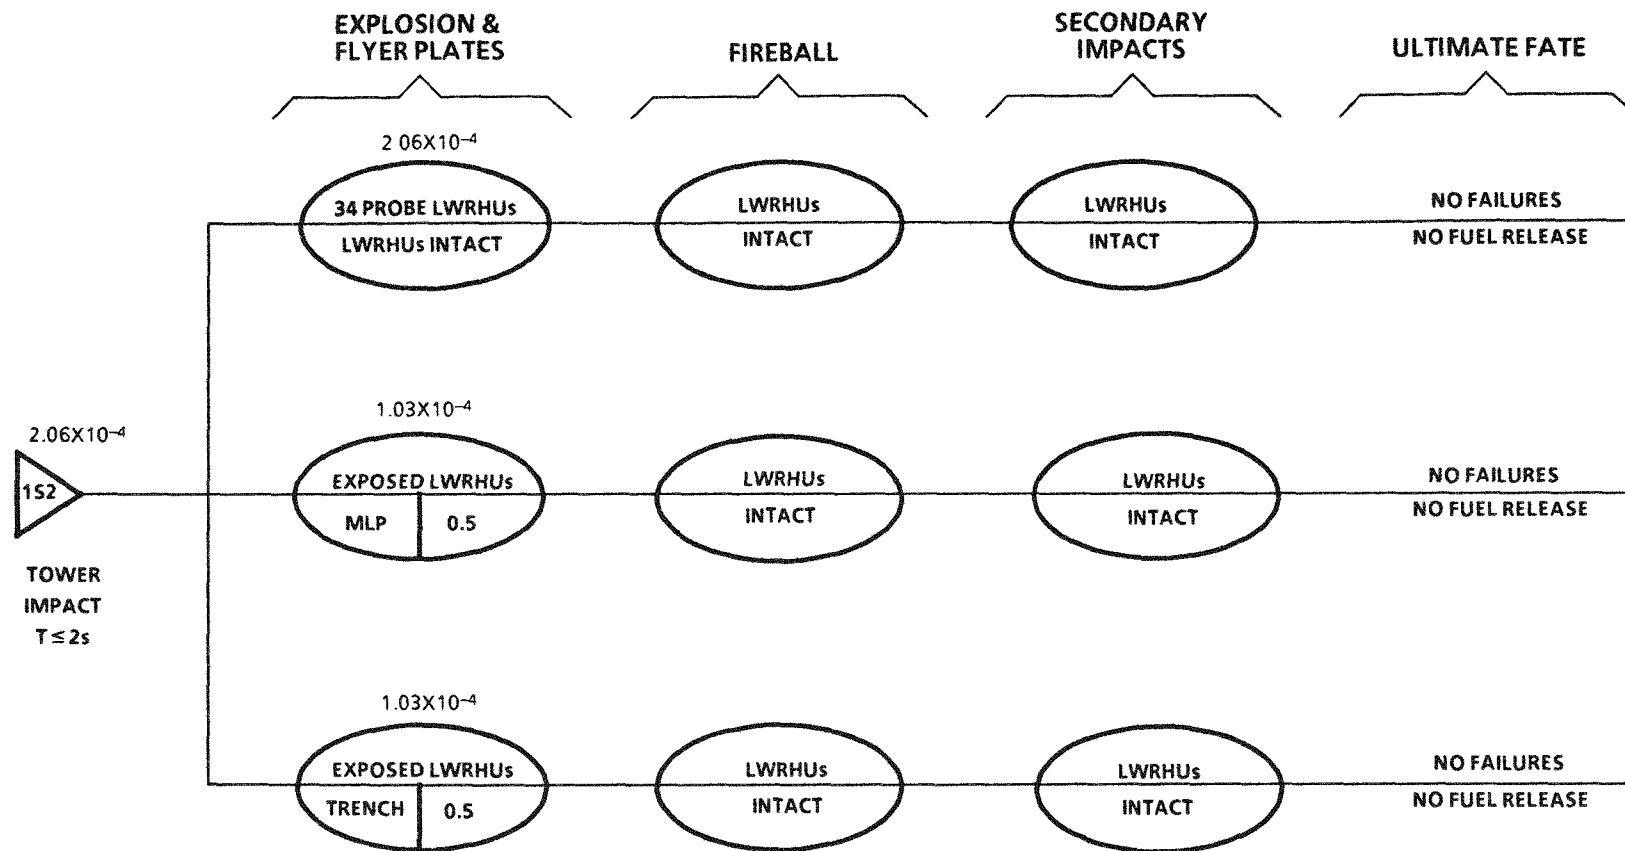 EXPLOSION &
FLYER PLATES
FIREBALL
SECONDARY
IMPACTS
ULTIMATE FATE
2 06X10⁻⁴
34 PROBE LWRHUs
LWRHUs INTACT
LWRHUs
INTACT
LWRHUs
INTACT
NO FAILURES
NO FUEL RELEASE
2.06X10⁻⁴
1S2
TOWER
IMPACT
T ≤ 2s
1.03X10⁻⁴
EXPOSED LWRHUs
MLP 0.5
LWRHUs
INTACT
LWRHUs
INTACT
NO FAILURES
NO FUEL RELEASE
1.03X10⁻⁴
EXPOSED LWRHUs
TRENCH 0.5
LWRHUs
INTACT
LWRHUs
INTACT
NO FAILURES
NO FUEL RELEASE